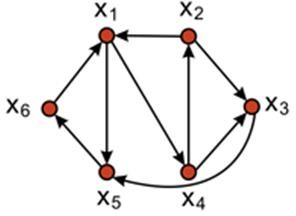 x₁ x₂
x₆ x₃
x₅ x₄